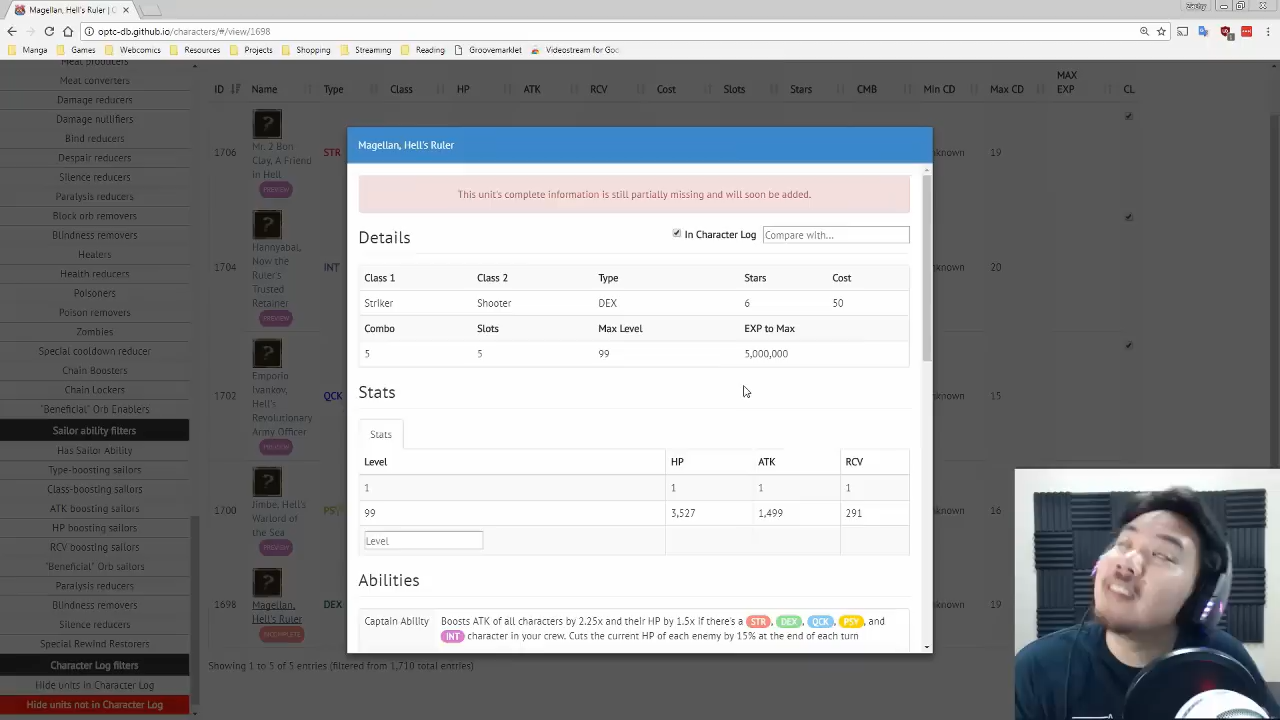 Magellan, Hell's Ruler |
optc-db.github.io/characters/#/view/1698
Manga Games Webcomics Resources Projects Shopping Streaming Reading Groovemarklet Videostream for Goo
Meat producers
Meat converters
Damage reducers
Damage nullifiers
Bind reducers
Despair reducers
Silence reducers
Paralysis reducers
Block orb removers
Blindness removers
Healers
Health reducers
Poisoners
Poison removers
Zombies
Special cooldown reducer
Chain Boosters
Chain Lockers
"Beneficial" Orb Enablers
Sailor ability filters
Has Sailor Ability
Type-boosting sailors
Class-boosting sailors
ATK boosting sailors
HP boosting sailors
RCV boosting sailors
"Beneficial" Orb sailors
Paralysis reducers
Blindness removers
Silence reducers
Special Rewind Restorers
Character Log filters
Hide units in Character Log
Hide units not in Character Log
ID Name Type Class HP ATK RCV Cost Slots Stars CMB Min CD Max CD MAX EXP CL
1706 Mr. 2 Bon Clay, A Friend in Hell STR 19
PREVIEW
1704 Hannyabal, Now the Ruler's Trusted Retainer INT 20
PREVIEW
1702 Emporio Ivankov, Hell's Revolutionary Army Officer QCK 15
PREVIEW
1700 Jimbe, Hell's Warlord of the Sea PSY 16
PREVIEW
1698 Magellan, Hell's Ruler DEX 19
INCOMPLETE
Showing 1 to 5 of 5 entries (filtered from 1,710 total entries)
Magellan, Hell's Ruler
This unit's complete information is still partially missing and will soon be added.
Details
In Character Log Compare with...
Class 1 Class 2 Type Stars Cost
Striker Shooter DEX 6 50
Combo Slots Max Level EXP to Max
5 5 99 5,000,000
Stats
Stats
Level HP ATK RCV
1 1 1 1
99 3,527 1,499 291
Level
Abilities
Captain Ability Boosts ATK of all characters by 2.25x and their HP by 1.5x if there's a STR, DEX, QCK, PSY, and
INT character in your crew. Cuts the current HP of each enemy by 15% at the end of each turn